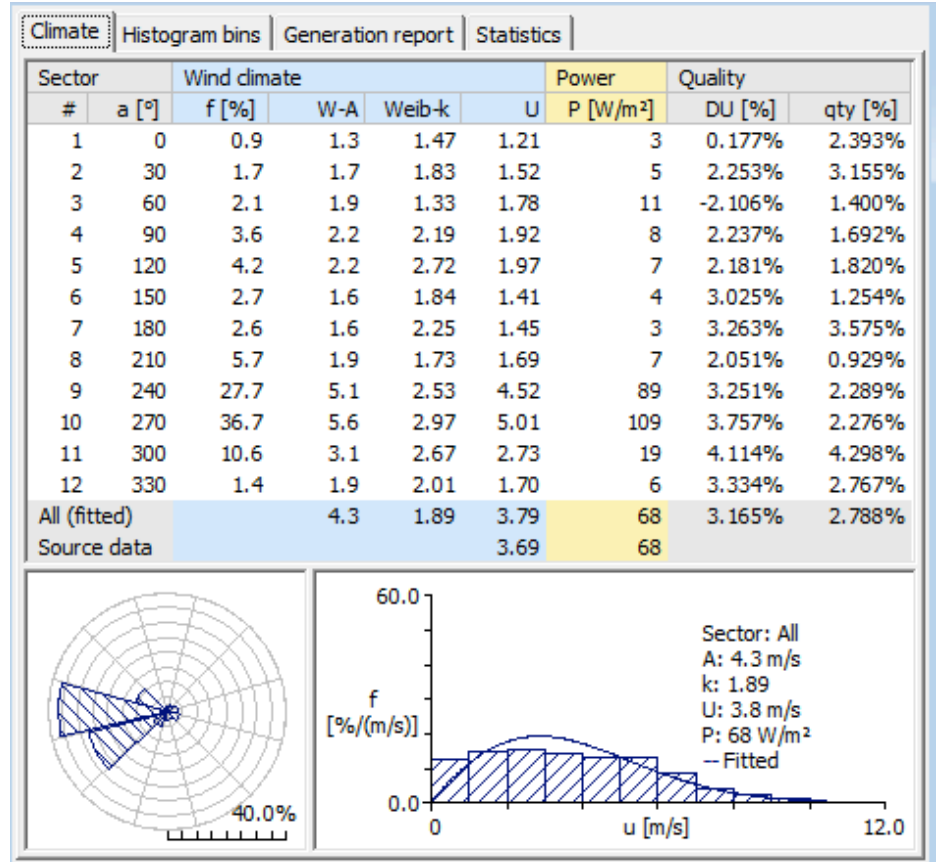 Climate Histogram bins Generation report Statistics
Sector Wind climate Power Quality
# a [°] f [%] W-A Weib-k U P [W/m²] DU [%] qty [%]
1 0 0.9 1.3 1.47 1.21 3 0.177% 2.393%
2 30 1.7 1.7 1.83 1.52 5 2.253% 3.155%
3 60 2.1 1.9 1.33 1.78 11 -2.106% 1.400%
4 90 3.6 2.2 2.19 1.92 8 2.237% 1.692%
5 120 4.2 2.2 2.72 1.97 7 2.181% 1.820%
6 150 2.7 1.6 1.84 1.41 4 3.025% 1.254%
7 180 2.6 1.6 2.25 1.45 3 3.263% 3.575%
8 210 5.7 1.9 1.73 1.69 7 2.051% 0.929%
9 240 27.7 5.1 2.53 4.52 89 3.251% 2.289%
10 270 36.7 5.6 2.97 5.01 109 3.757% 2.276%
11 300 10.6 3.1 2.67 2.73 19 4.114% 4.298%
12 330 1.4 1.9 2.01 1.70 6 3.334% 2.767%
All (fitted) 4.3 1.89 3.79 68 3.165% 2.788%
Source data 3.69 68
40.0%
60.0
f
[%/(m/s)]
0.0
0 u [m/s] 12.0
Sector: All
A: 4.3 m/s
k: 1.89
U: 3.8 m/s
P: 68 W/m²
-- Fitted